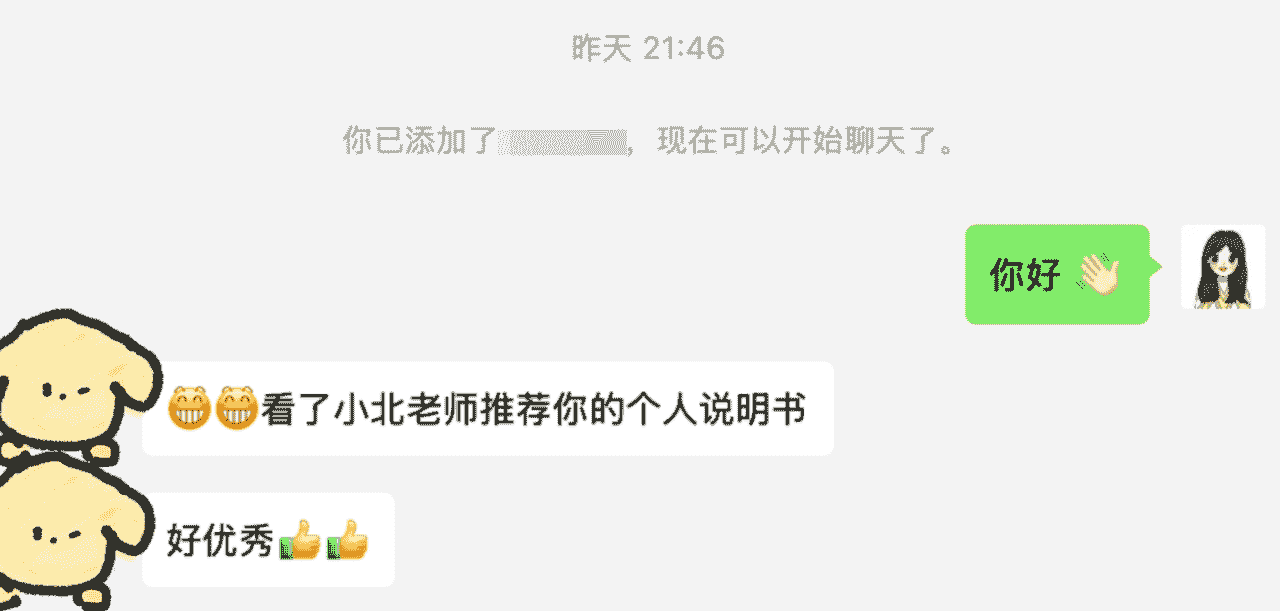 昨天 21:46
你已添加了，现在可以开始聊天了。
你好 👋
😁😁看了小北老师推荐你的个人说明书
好优秀👍👍